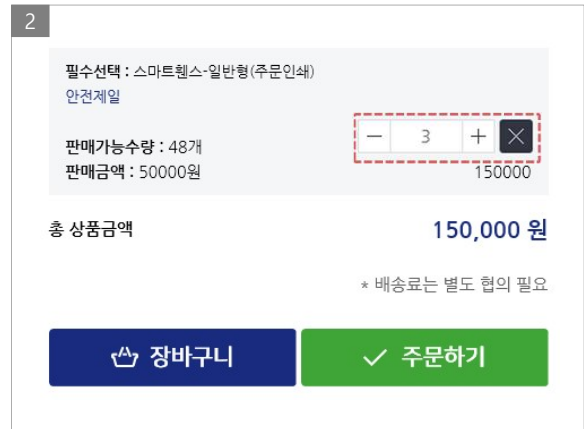 2
필수선택 : 스마트휀스-일반형(주문인쇄)
안전제일
판매가능수량 : 48개
3
판매금액 : 50000원 150000
총 상품금액 150,000 원
* 배송료는 별도 협의 필요
장바구니 주문하기